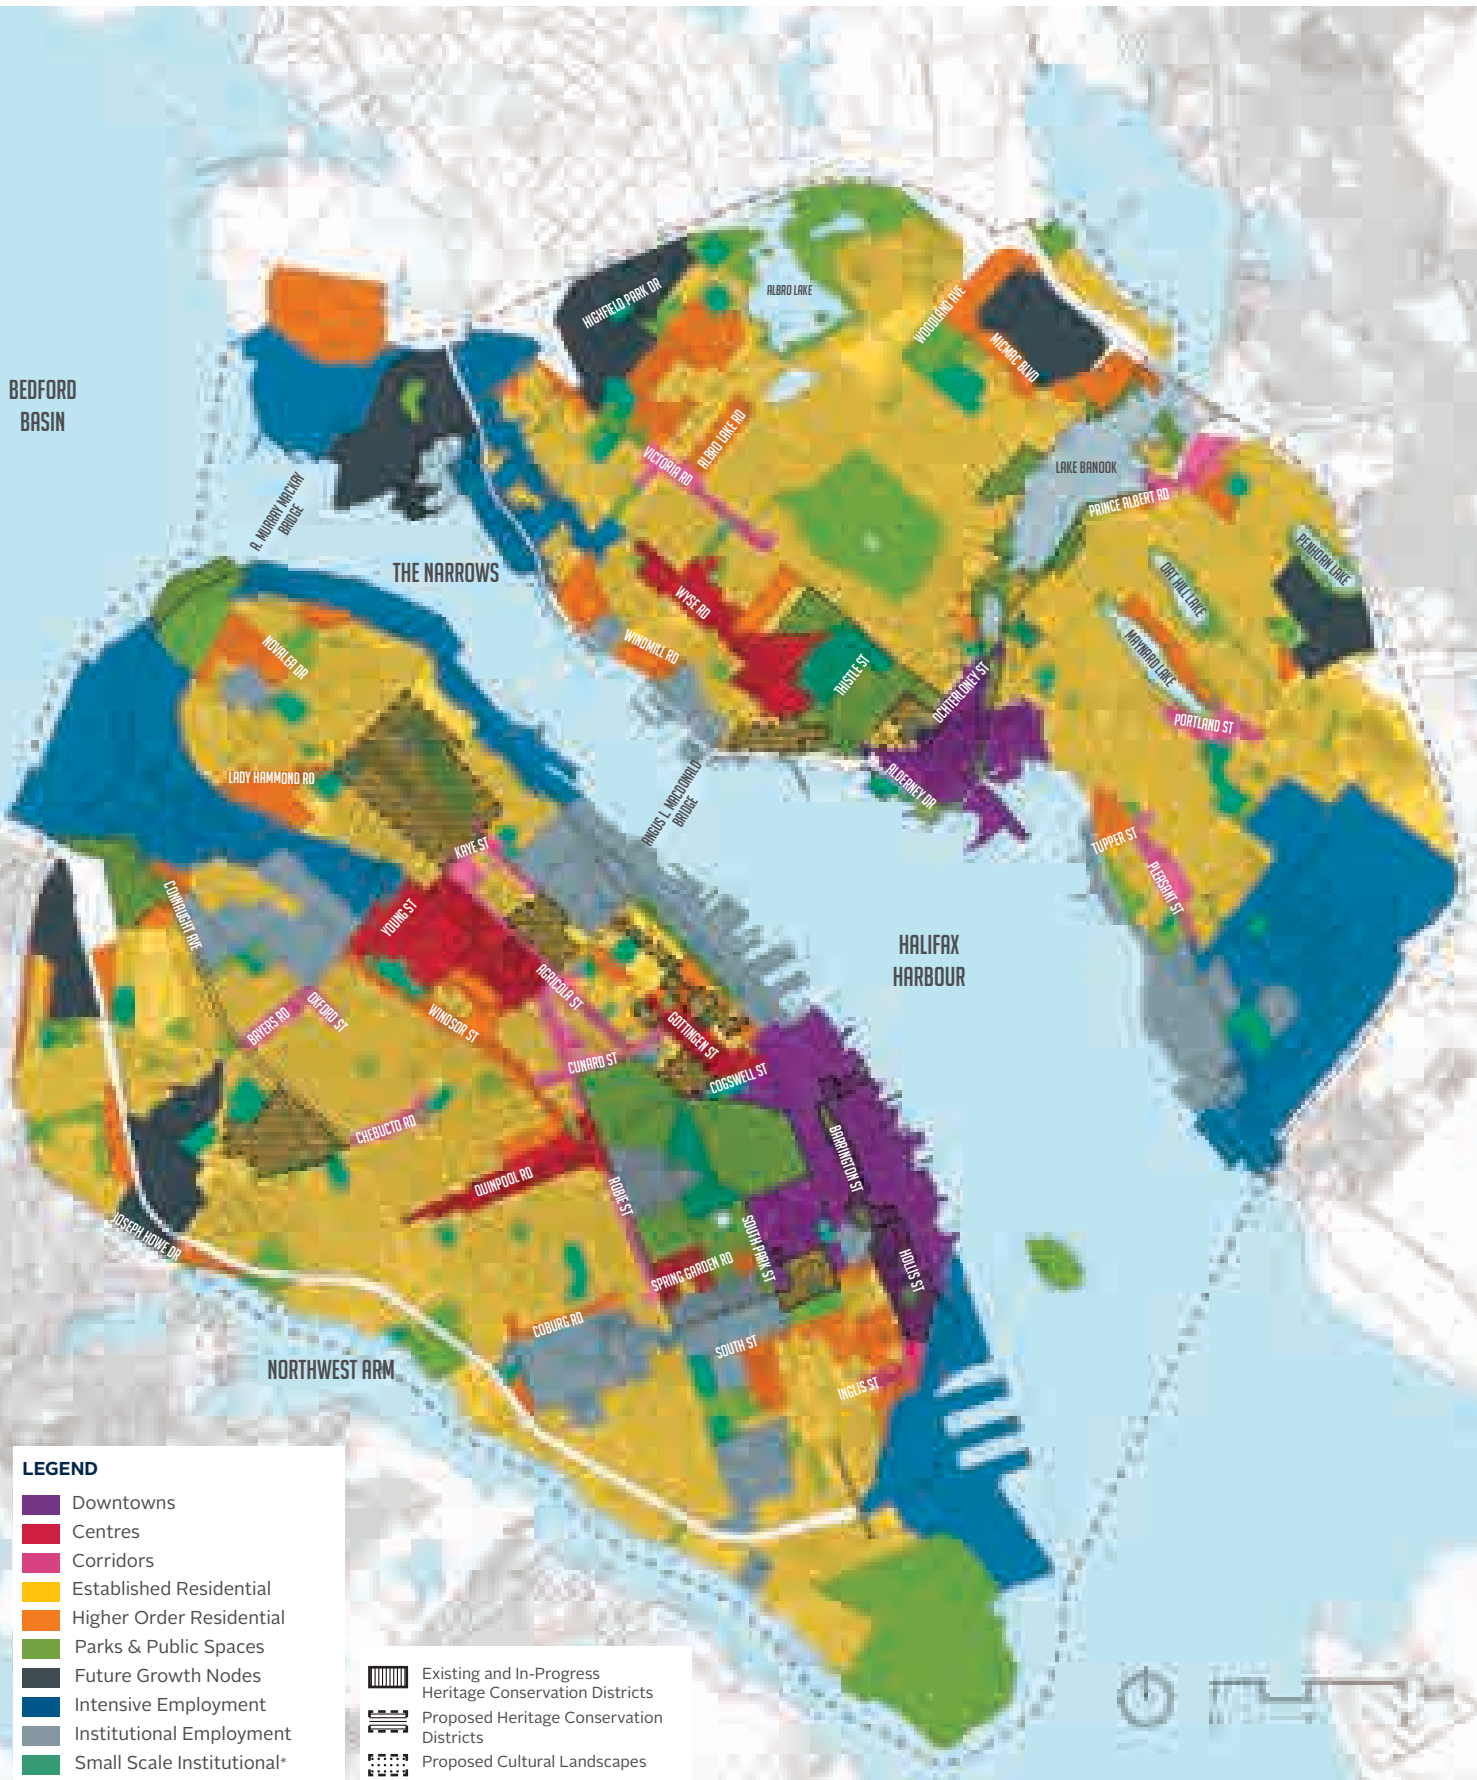 HIGHFIELD PARK DR
ALBRO LAKE
WOODLAND AVE
MICMAC BLVD
BEDFORD
BASIN
ALBRO LAKE RD
VICTORIA RD
LAKE BANOOK
PRINCE ALBERT RD
A. MURRAY MACKAY
BRIDGE
THE NARROWS
PENHORN LAKE
OAT HILL LAKE
MAYNARD LAKE
WYSE RD
WINDMILL RD
NOVALEA DR
THISTLE ST
OCHTERLONEY ST
PORTLAND ST
LADY HAMMOND RD
ALDERNEY DR
ANGUS L. MACDONALD
BRIDGE
KAYE ST
TUPPER ST
PLEASANT ST
CONNAUGHT AVE
YOUNG ST
HALIFAX
HARBOUR
AGRICOLA ST
BAYERS RD
OXFORD ST
WINDSOR ST
GOTTINGEN ST
CUNARD ST
COGSWELL ST
CHEBUCTO RD
BARRINGTON ST
QUINPOOL RD
ROBIE ST
JOSEPH HOWE DR
SOUTH PARK ST
SPRING GARDEN RD
HOLLIS ST
COBURG RD
SOUTH ST
NORTHWEST ARM
INGLIS ST
LEGEND
Downtowns
Centres
Corridors
Established Residential
Higher Order Residential
Parks & Public Spaces
Future Growth Nodes
Intensive Employment
Institutional Employment
Small Scale Institutional*
Existing and In-Progress
Heritage Conservation Districts
Proposed Heritage Conservation
Districts
Proposed Cultural Landscapes